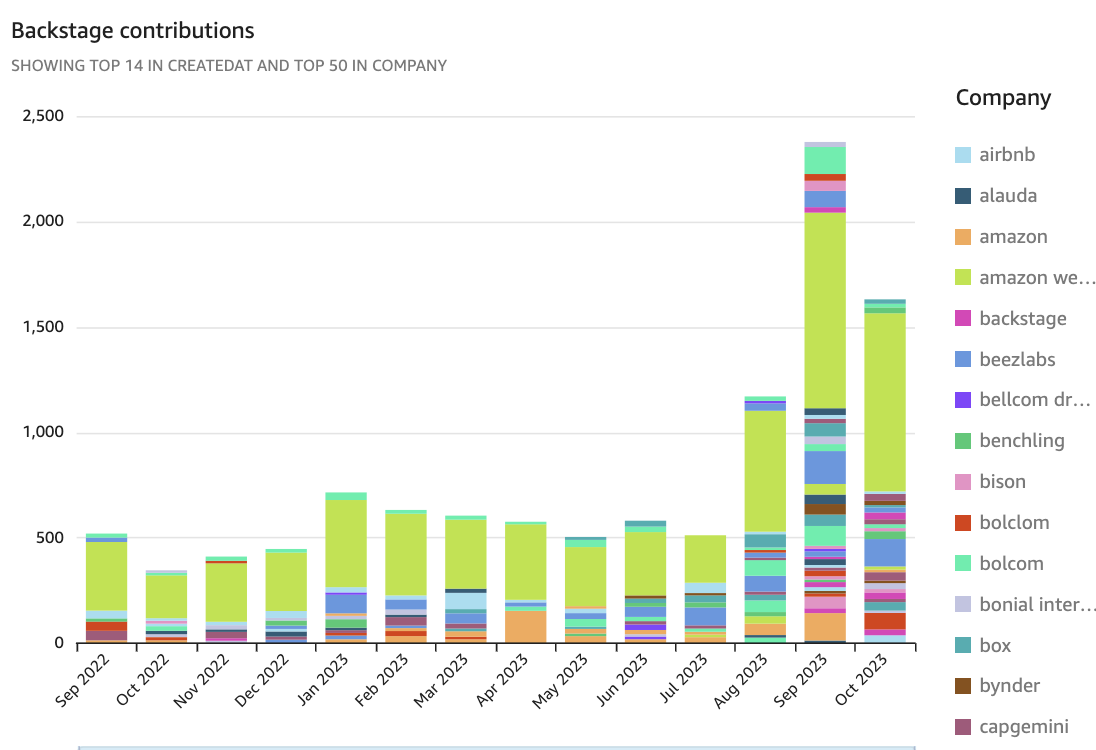 Backstage contributions
SHOWING TOP 14 IN CREATEDAT AND TOP 50 IN COMPANY
2,500
2,000
1,500
1,000
500
0
Sep 2022
Oct 2022
Nov 2022
Dec 2022
Jan 2023
Feb 2023
Mar 2023
Apr 2023
May 2023
Jun 2023
Jul 2023
Aug 2023
Sep 2023
Oct 2023
Company
airbnb
alauda
amazon
amazon we...
backstage
beezlabs
bellcom dr...
benchling
bison
bolclom
bolcom
bonial inter...
box
bynder
capgemini